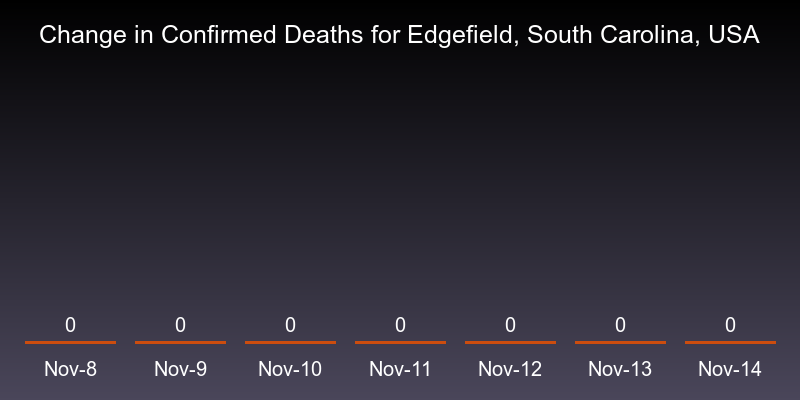 Change in Confirmed Deaths for Edgefield, South Carolina, USA
0 0 0 0 0 0 0
Nov-8 Nov-9 Nov-10 Nov-11 Nov-12 Nov-13 Nov-14